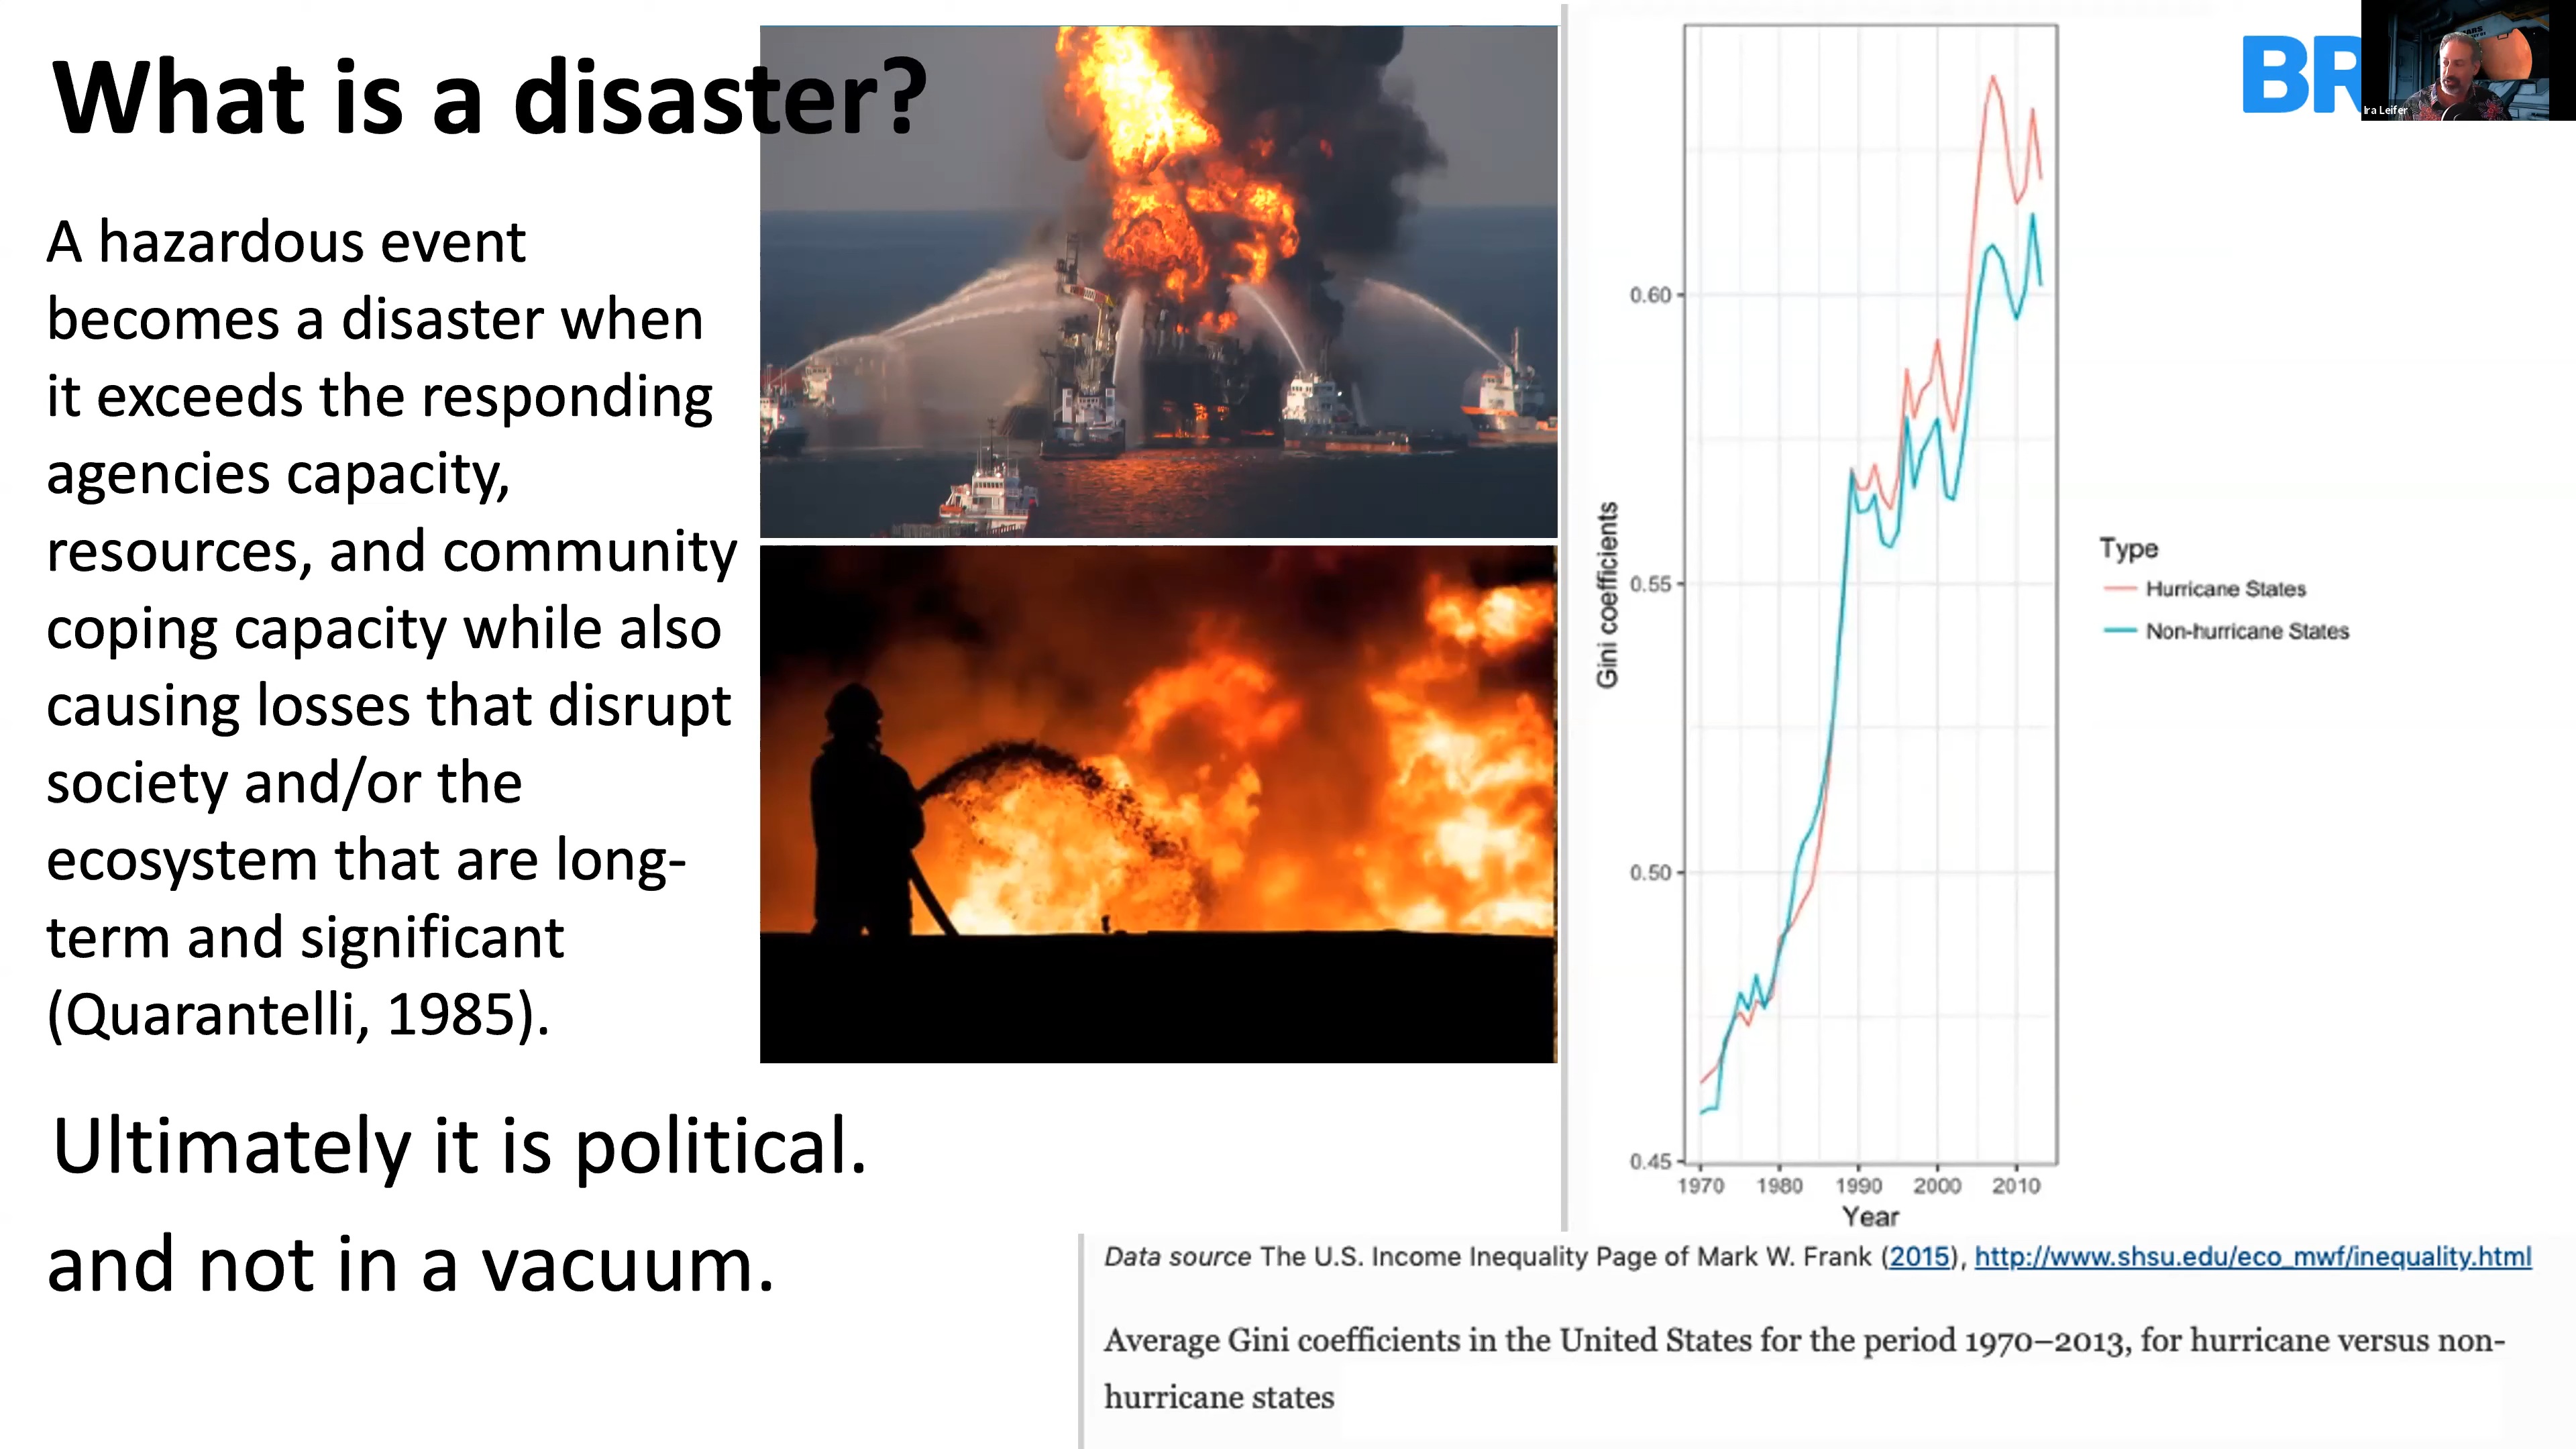 What is a disaster?
A hazardous event
becomes a disaster when
it exceeds the responding
agencies capacity,
resources, and community
coping capacity while also
causing losses that disrupt
society and/or the
ecosystem that are long-
term and significant
(Quarantelli, 1985).
Ultimately it is political.
and not in a vacuum.
BR
Ira Leifer
Gini coefficients
0.60
0.55
0.50
0.45
1970 1980 1990 2000 2010
Year
Type
Hurricane States
Non-hurricane States
Data source The U.S. Income Inequality Page of Mark W. Frank (2015), http://www.shsu.edu/eco_mwf/inequality.html
Average Gini coefficients in the United States for the period 1970–2013, for hurricane versus non-
hurricane states